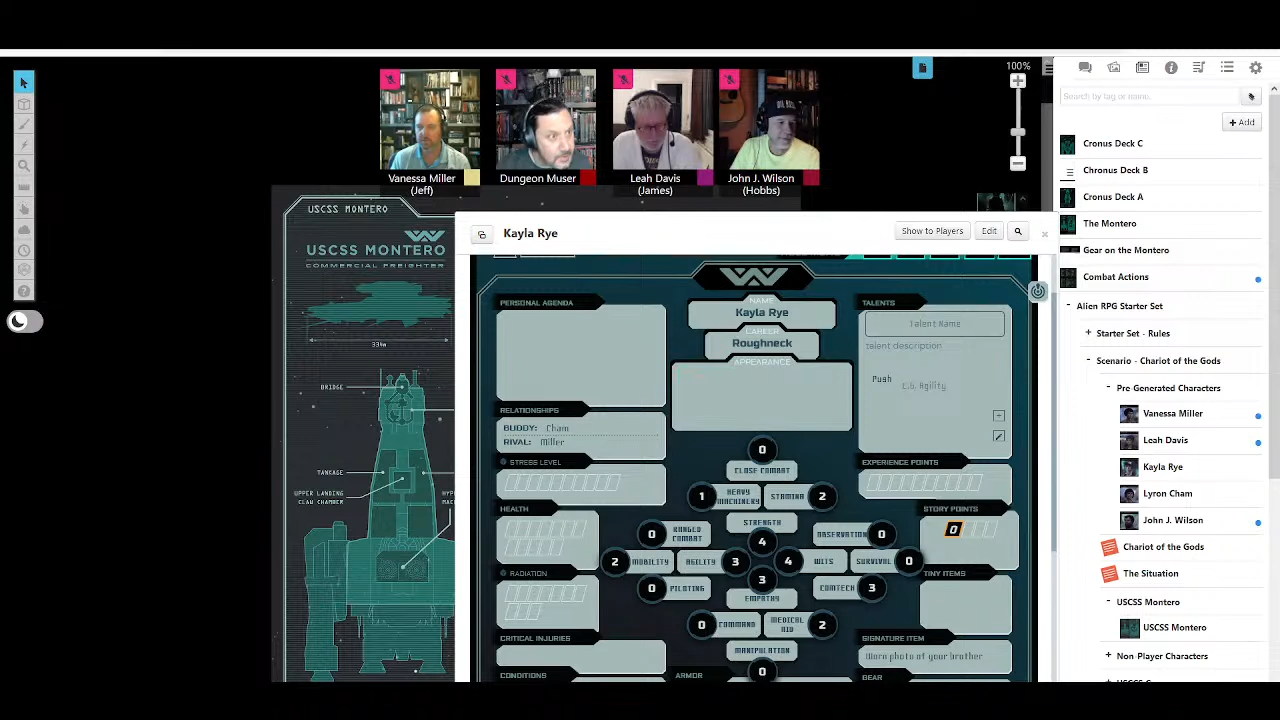 100%
Search by tag or name.
+ Add
Vanessa Miller
(Jeff)
Dungeon Muser
Leah Davis
(James)
John J. Wilson
(Hobbs)
USCSS MONTERO
USCSS MONTERO
COMMERCIAL FREIGHTER
334m
BRIDGE
TANKAGE
UPPER LANDING
CLAW CHAMBER
Kayla Rye
Show to Players
Edit
PERSONAL AGENDA
NAME
Kayla Rye
CAREER
Roughneck
APPEARANCE
TALENTS
Talent Name
talent description
Push
E.G. Agility
RELATIONSHIPS
BUDDY: Cham
RIVAL: Miller
STRESS LEVEL
EXPERIENCE POINTS
HEALTH
STORY POINTS
0
RADIATION
TINY ITEMS
CRITICAL INJURIES
SIGNATURE ITEM
Worn photo of your brother
CONDITIONS
ARMOR
GEAR
0
CLOSE COMBAT
1 HEAVY MACHINERY STAMINA 2
STRENGTH
4
0 RANGED COMBAT OBSERVATION 0
2 MOBILITY AGILITY 3 4 WITS SURVIVAL 0
0 PILOTING COMTECH 3
3
EMPATHY
0 COMMAND MEDICAL AID 2
MANIPULATION
0
Cronus Deck C
Chronus Deck B
Cronus Deck A
The Montero
Gear on the Montero
Combat Actions
- Alien RPG Starter Set
+ Starter Set - Rules
- Scenario - Chariot of the Gods
- Pre-Generated Characters
Vanessa Miller
Leah Davis
Kayla Rye
Lyron Cham
John J. Wilson
Chariot of the Gods
The Situation
- USCSS Montero
USCSS Montero
+ Non-Player Characters